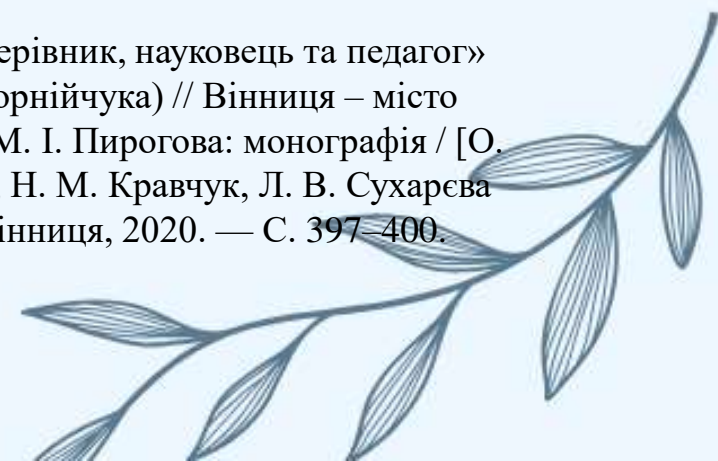 ерівник, науковець та педагог»
орнійчука) // Вінниця – місто
М. І. Пирогова: монографія / [О.
Н. М. Кравчук, Л. В. Сухарєва
інниця, 2020. — С. 397–400.